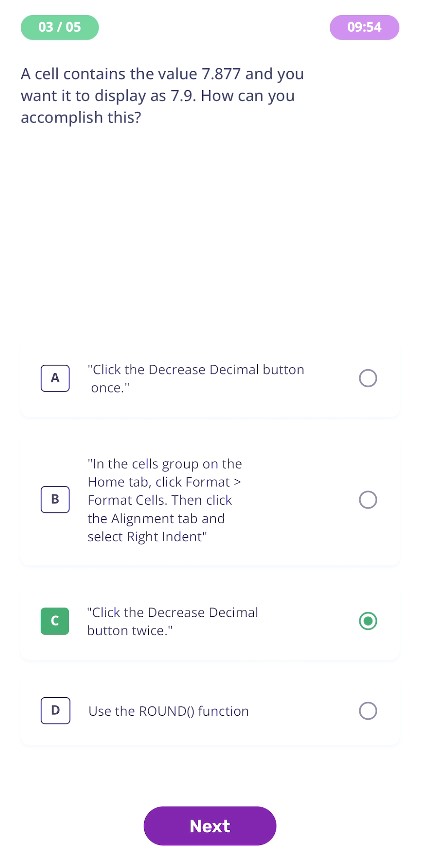 03 / 05
09:54
A cell contains the value 7.877 and you
want it to display as 7.9. How can you
accomplish this?
A
"Click the Decrease Decimal button
once."
B
"In the cells group on the
Home tab, click Format >
Format Cells. Then click
the Alignment tab and
select Right Indent"
C
"Click the Decrease Decimal
button twice."
D
Use the ROUND() function
Next